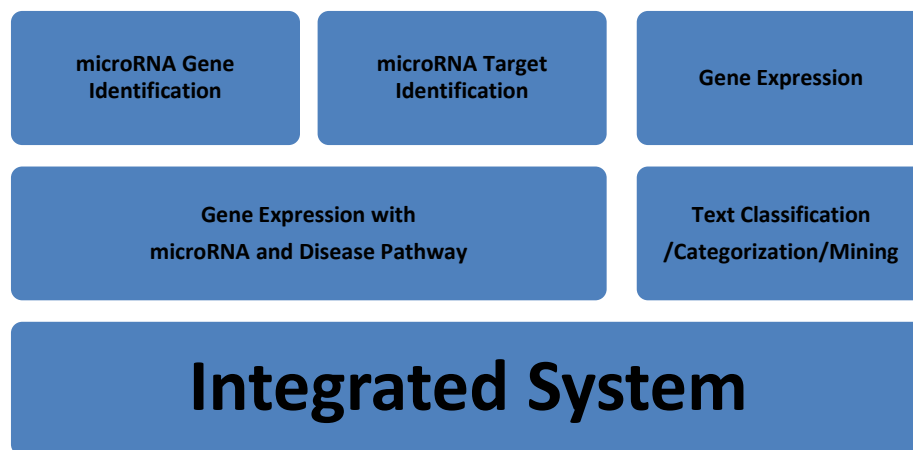 microRNA Gene
Identification
microRNA Target
Identification
Gene Expression
Gene Expression with
microRNA and Disease Pathway
Text Classification
/Categorization/Mining
Integrated System